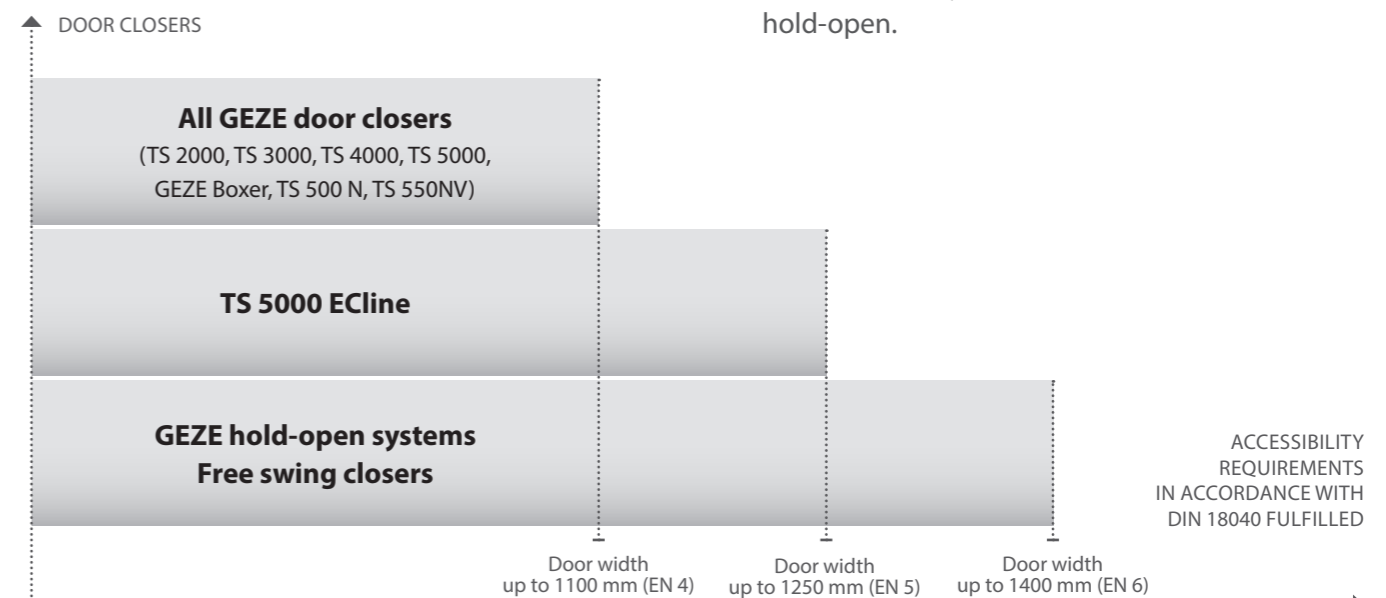 hold-open.
DOOR CLOSERS
All GEZE door closers
(TS 2000, TS 3000, TS 4000, TS 5000,
GEZE Boxer, TS 500 N, TS 550NV)
TS 5000 ECline
GEZE hold-open systems
Free swing closers
ACCESSIBILITY
REQUIREMENTS
IN ACCORDANCE WITH
DIN 18040 FULFILLED
Door width
up to 1100 mm (EN 4)
Door width
up to 1250 mm (EN 5)
Door width
up to 1400 mm (EN 6)